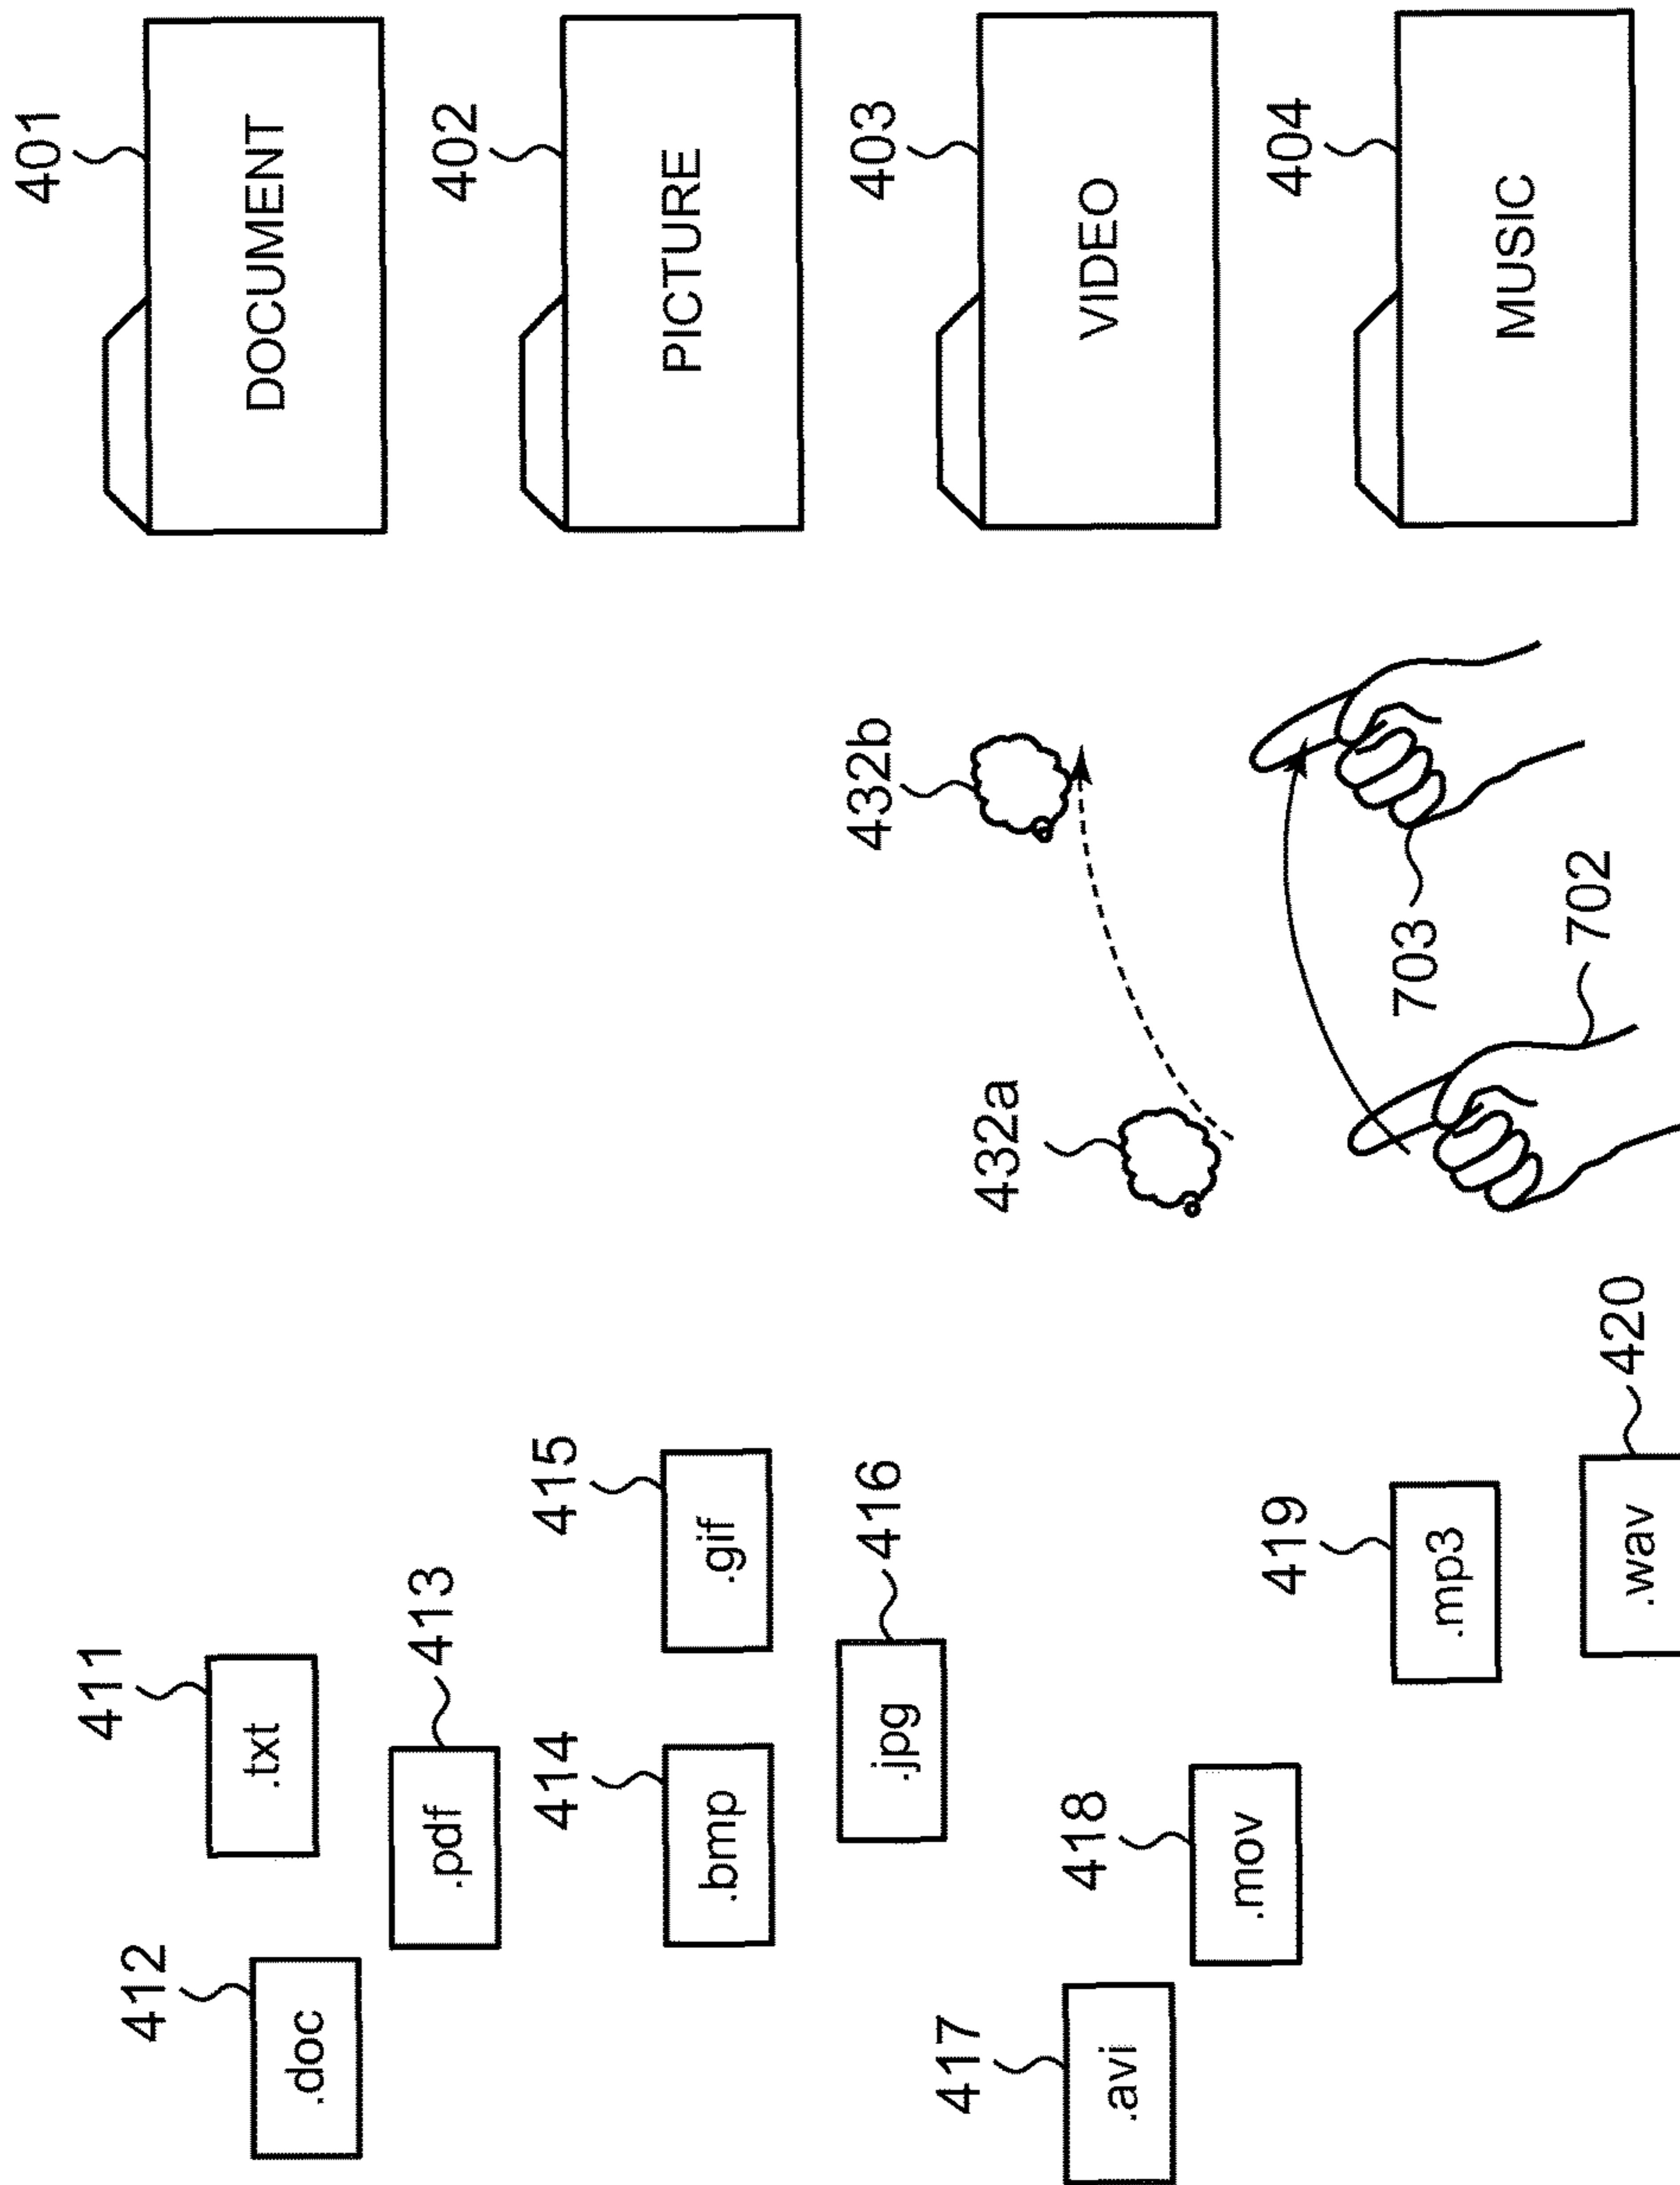 411
.txt
412
.doc
413
.pdf
414
.bmp
415
.gif
416
.jpg
417
.avi
418
.mov
419
.mp3
420
.wav
432a
432b
702
703
401
DOCUMENT
402
PICTURE
403
VIDEO
404
MUSIC